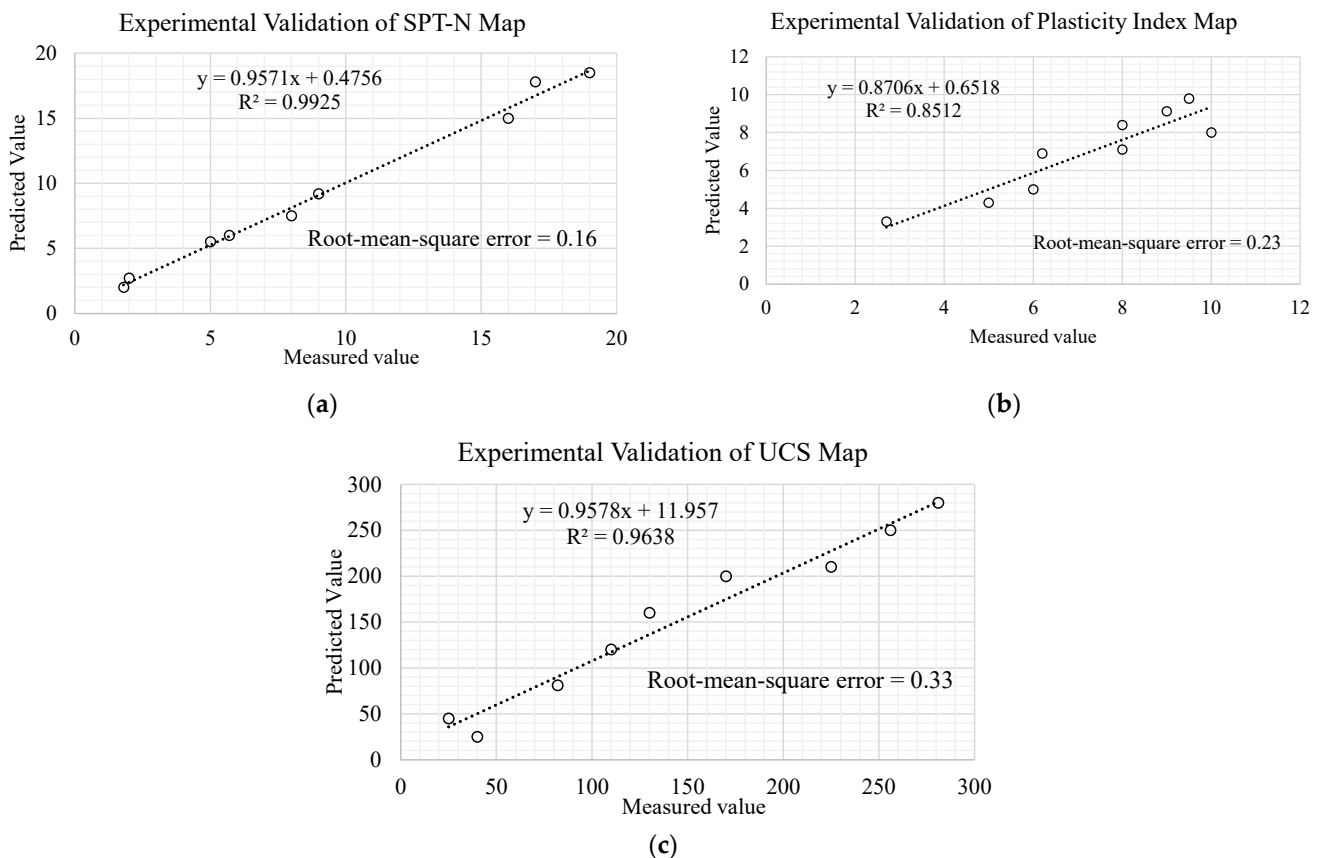 Experimental Validation of SPT-N Map
y = 0.9571x + 0.4756
R² = 0.9925
Root-mean-square error = 0.16
Predicted Value
20
15
10
5
0
0 5 10 15 20
Measured value
(a)
Experimental Validation of Plasticity Index Map
y = 0.8706x + 0.6518
R² = 0.8512
Root-mean-square error = 0.23
Predicted Value
12
10
8
6
4
2
0
0 2 4 6 8 10 12
Measured value
(b)
Experimental Validation of UCS Map
y = 0.9578x + 11.957
R² = 0.9638
Root-mean-square error = 0.33
Predicted Value
300
250
200
150
100
50
0
0 50 100 150 200 250 300
Measured value
(c)